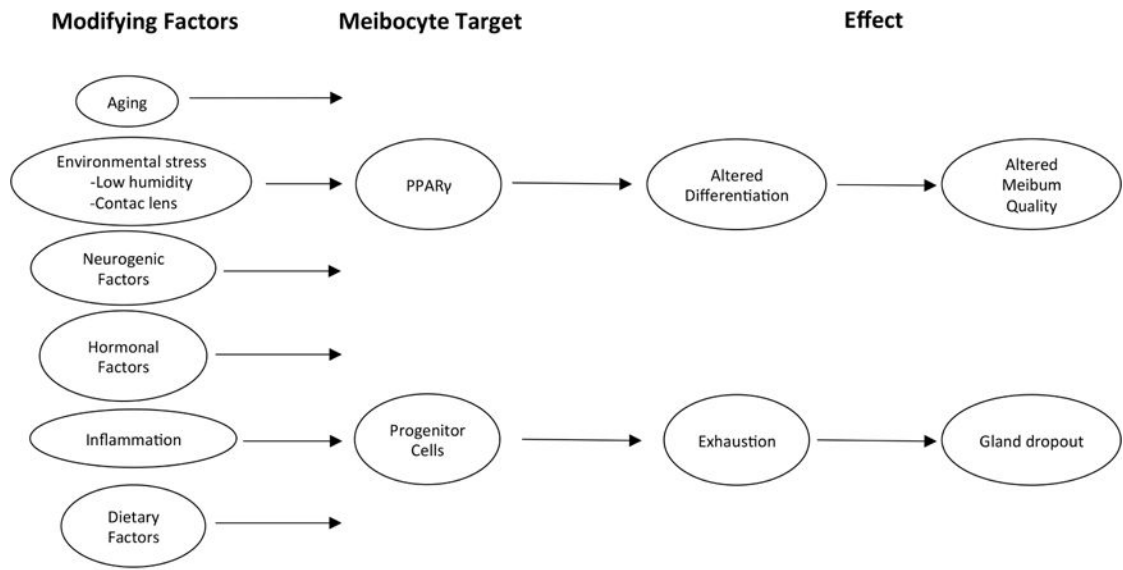 Modifying Factors
Meibocyte Target
Effect
Aging
Environmental stress
-Low humidity
-Contac lens
PPARγ
Altered
Differentiation
Altered
Meibum
Quality
Neurogenic
Factors
Hormonal
Factors
Inflammation
Progenitor
Cells
Exhaustion
Gland dropout
Dietary
Factors